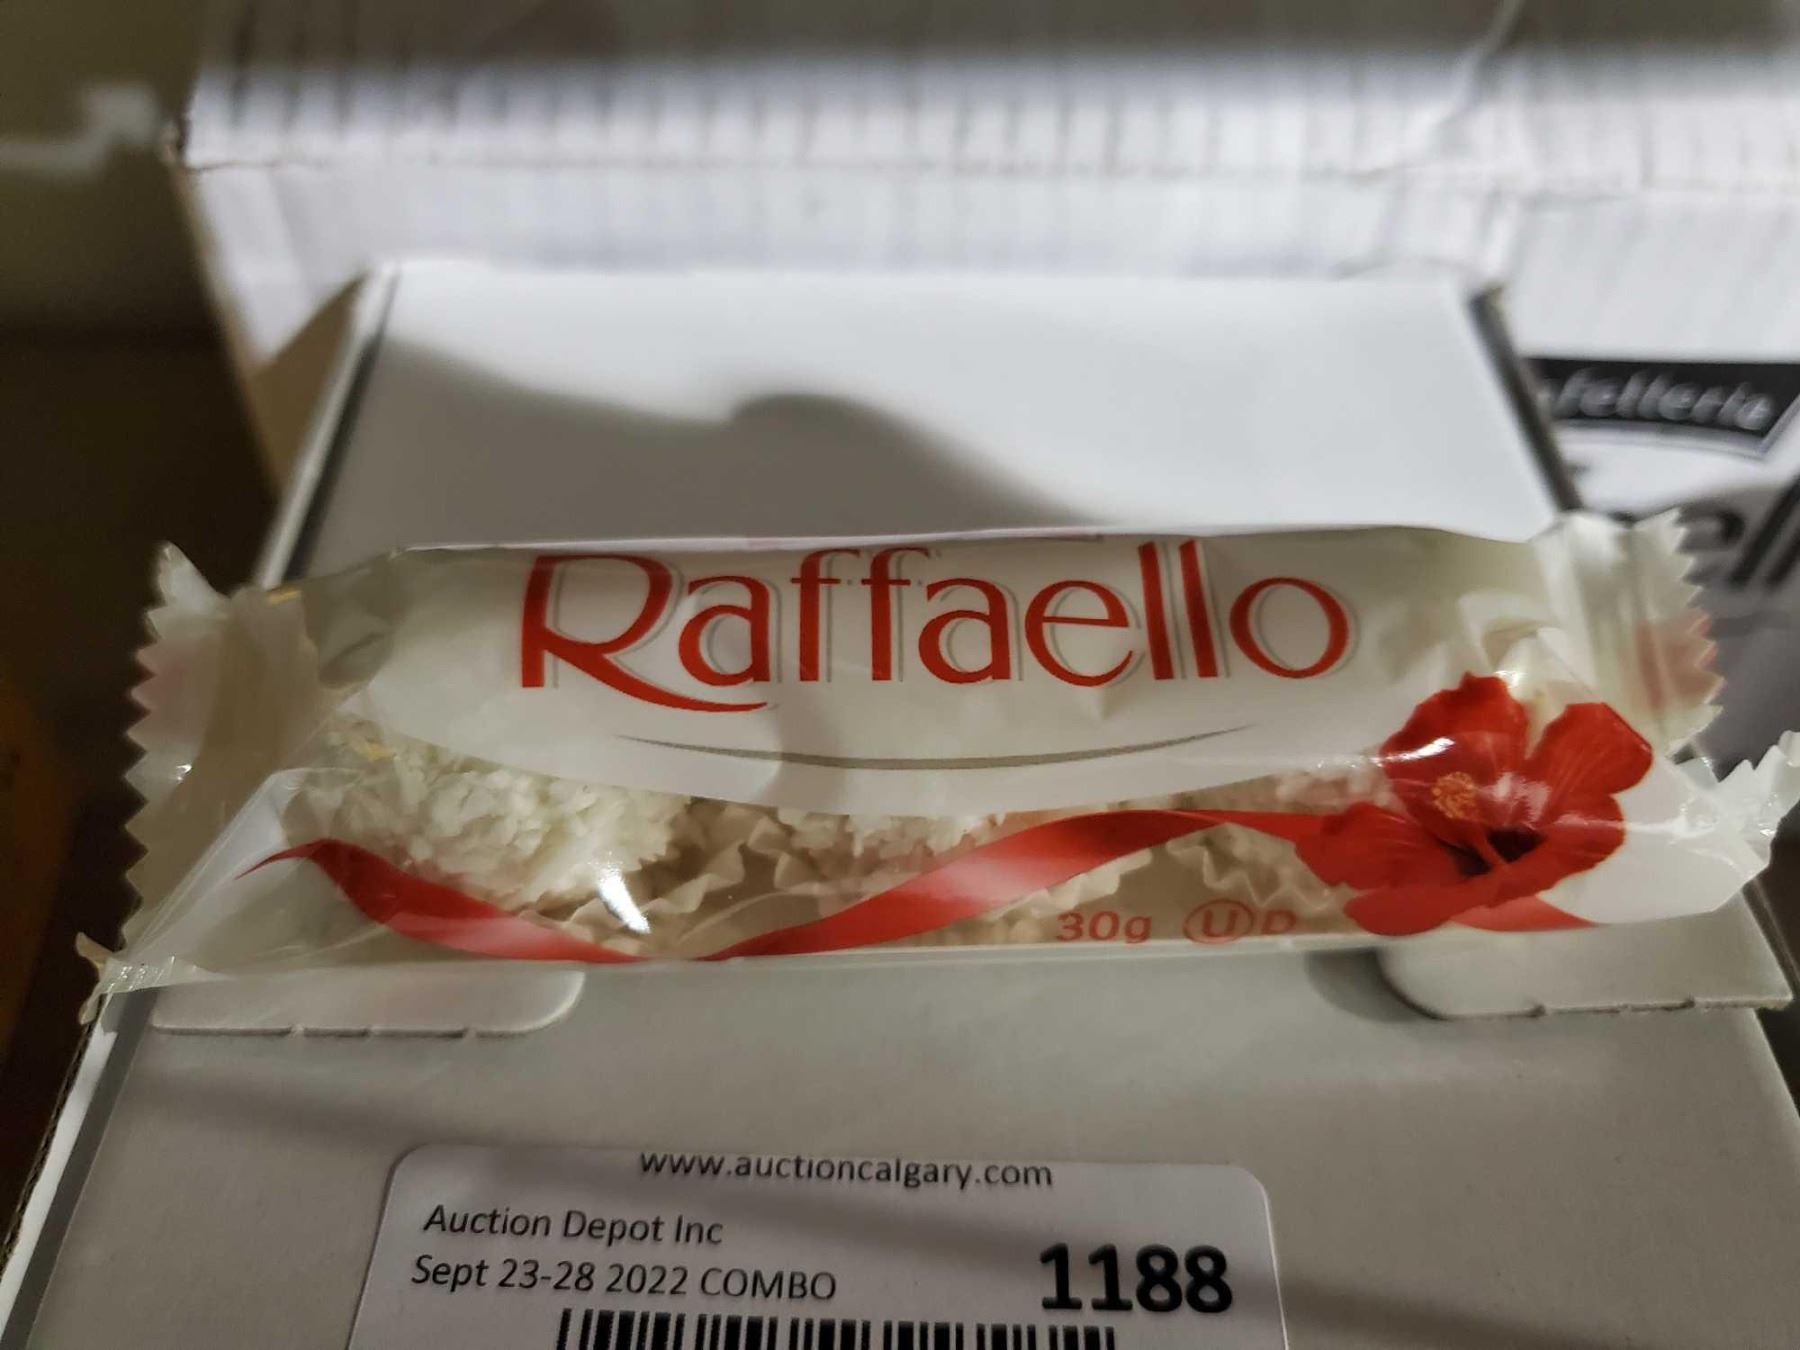 Raffaello
30g Ⓤ D
www.auctioncalgary.com
Auction Depot Inc
Sept 23-28 2022 COMBO
1188